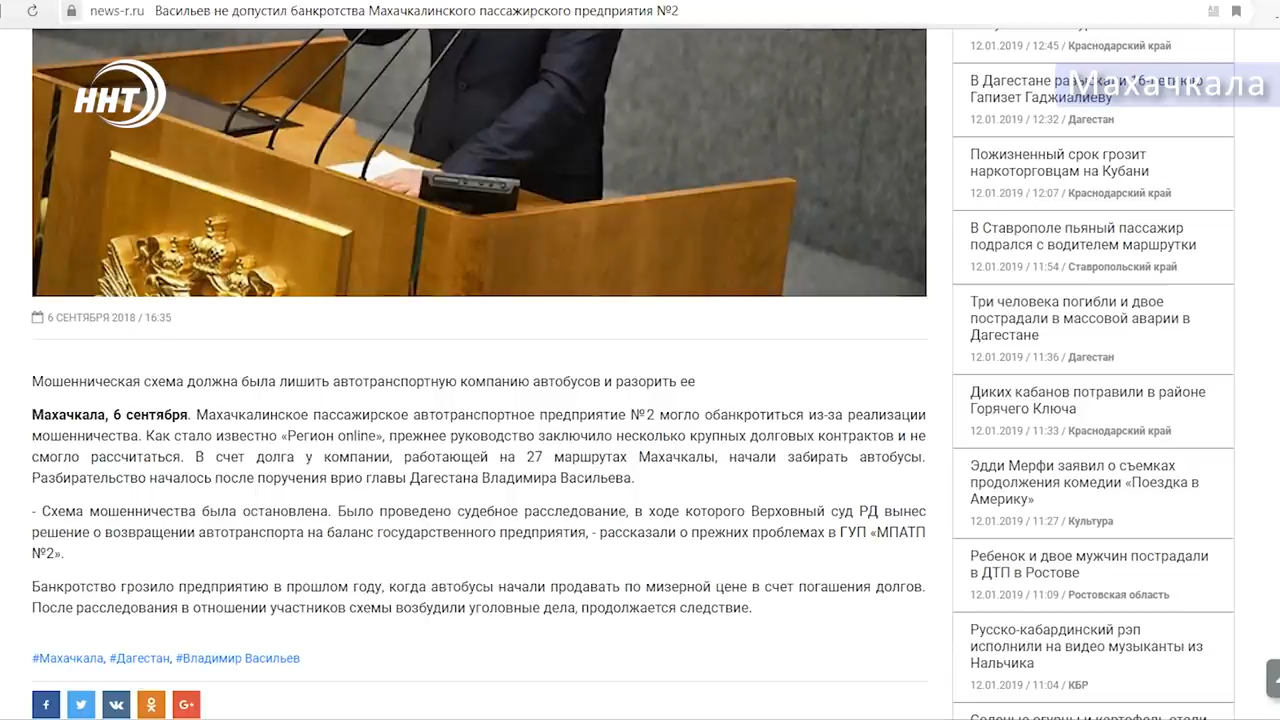 news-r.ru Васильев не допустил банкротства Махачкалинского пассажирского предприятия №2
ННТ
Махачкала
6 СЕНТЯБРЯ 2018 / 16:35
Мошенническая схема должна была лишить автотранспортную компанию автобусов и разорить ее
Махачкала, 6 сентября. Махачкалинское пассажирское автотранспортное предприятие №2 могло обанкротиться из-за реализации
мошенничества. Как стало известно «Регион online», прежнее руководство заключило несколько крупных долговых контрактов и не
смогло рассчитаться. В счет долга у компании, работающей на 27 маршрутах Махачкалы, начали забирать автобусы.
Разбирательство началось после поручения врио главы Дагестана Владимира Васильева.
- Схема мошенничества была остановлена. Было проведено судебное расследование, в ходе которого Верховный суд РД вынес
решение о возвращении автотранспорта на баланс государственного предприятия, - рассказали о прежних проблемах в ГУП «МПАТП
№2».
Банкротство грозило предприятию в прошлом году, когда автобусы начали продавать по мизерной цене в счет погашения долгов.
После расследования в отношении участников схемы возбудили уголовные дела, продолжается следствие.
#Махачкала, #Дагестан, #Владимир Васильев
12.01.2019 / 12:45 / Краснодарский край
В Дагестане
Гапизет Гаджиалиеву
12.01.2019 / 12:32 / Дагестан
Пожизненный срок грозит
наркоторговцам на Кубани
12.01.2019 / 12:07 / Краснодарский край
В Ставрополе пьяный пассажир
подрался с водителем маршрутки
12.01.2019 / 11:54 / Ставропольский край
Три человека погибли и двое
пострадали в массовой аварии в
Дагестане
12.01.2019 / 11:36 / Дагестан
Диких кабанов потравили в районе
Горячего Ключа
12.01.2019 / 11:33 / Краснодарский край
Эдди Мерфи заявил о съемках
продолжения комедии «Поездка в
Америку»
12.01.2019 / 11:27 / Культура
Ребенок и двое мужчин пострадали
в ДТП в Ростове
12.01.2019 / 11:09 / Ростовская область
Русско-кабардинский рэп
исполнили на видео музыканты из
Нальчика
12.01.2019 / 11:04 / КБР